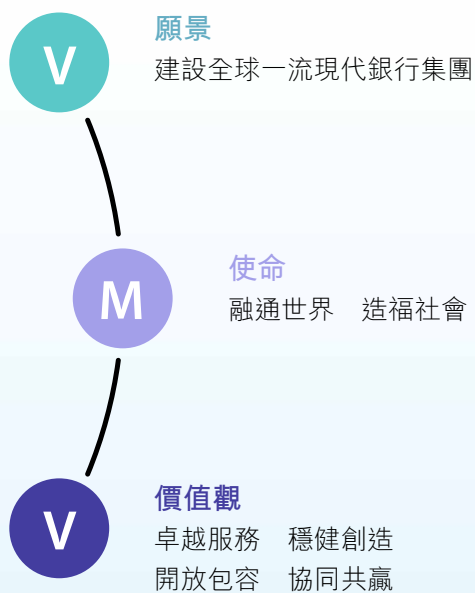 V
願景
建設全球一流現代銀行集團
M
使命
融通世界　造福社會
V
價值觀
卓越服務　穩健創造
開放包容　協同共贏